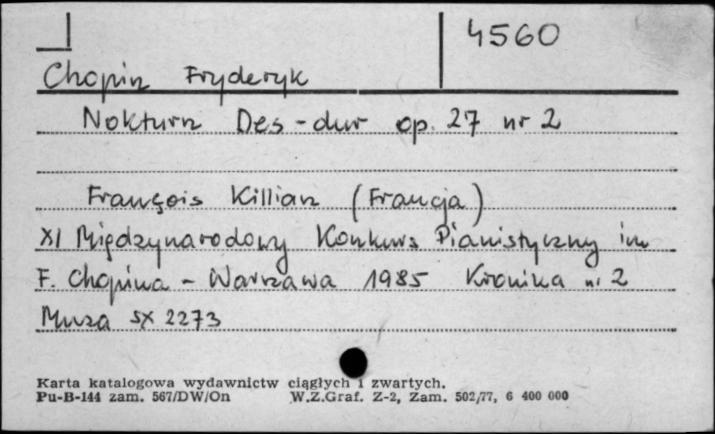 4560
Chopin Fryderyk
Nokturn Des-dur op. 27 nr 2
François Killian (Francja)
XI Międzynarodowy Konkurs Pianistyczny im
F. Chopina - Warszawa 1985 Kronika nr 2
Muza SX 2273
Karta katalogowa wydawnictw ciągłych i zwartych.
Pu-B-144 zam. 567/DW/On W.Z.Graf. Z-2, Zam. 502/77, 6 400 000